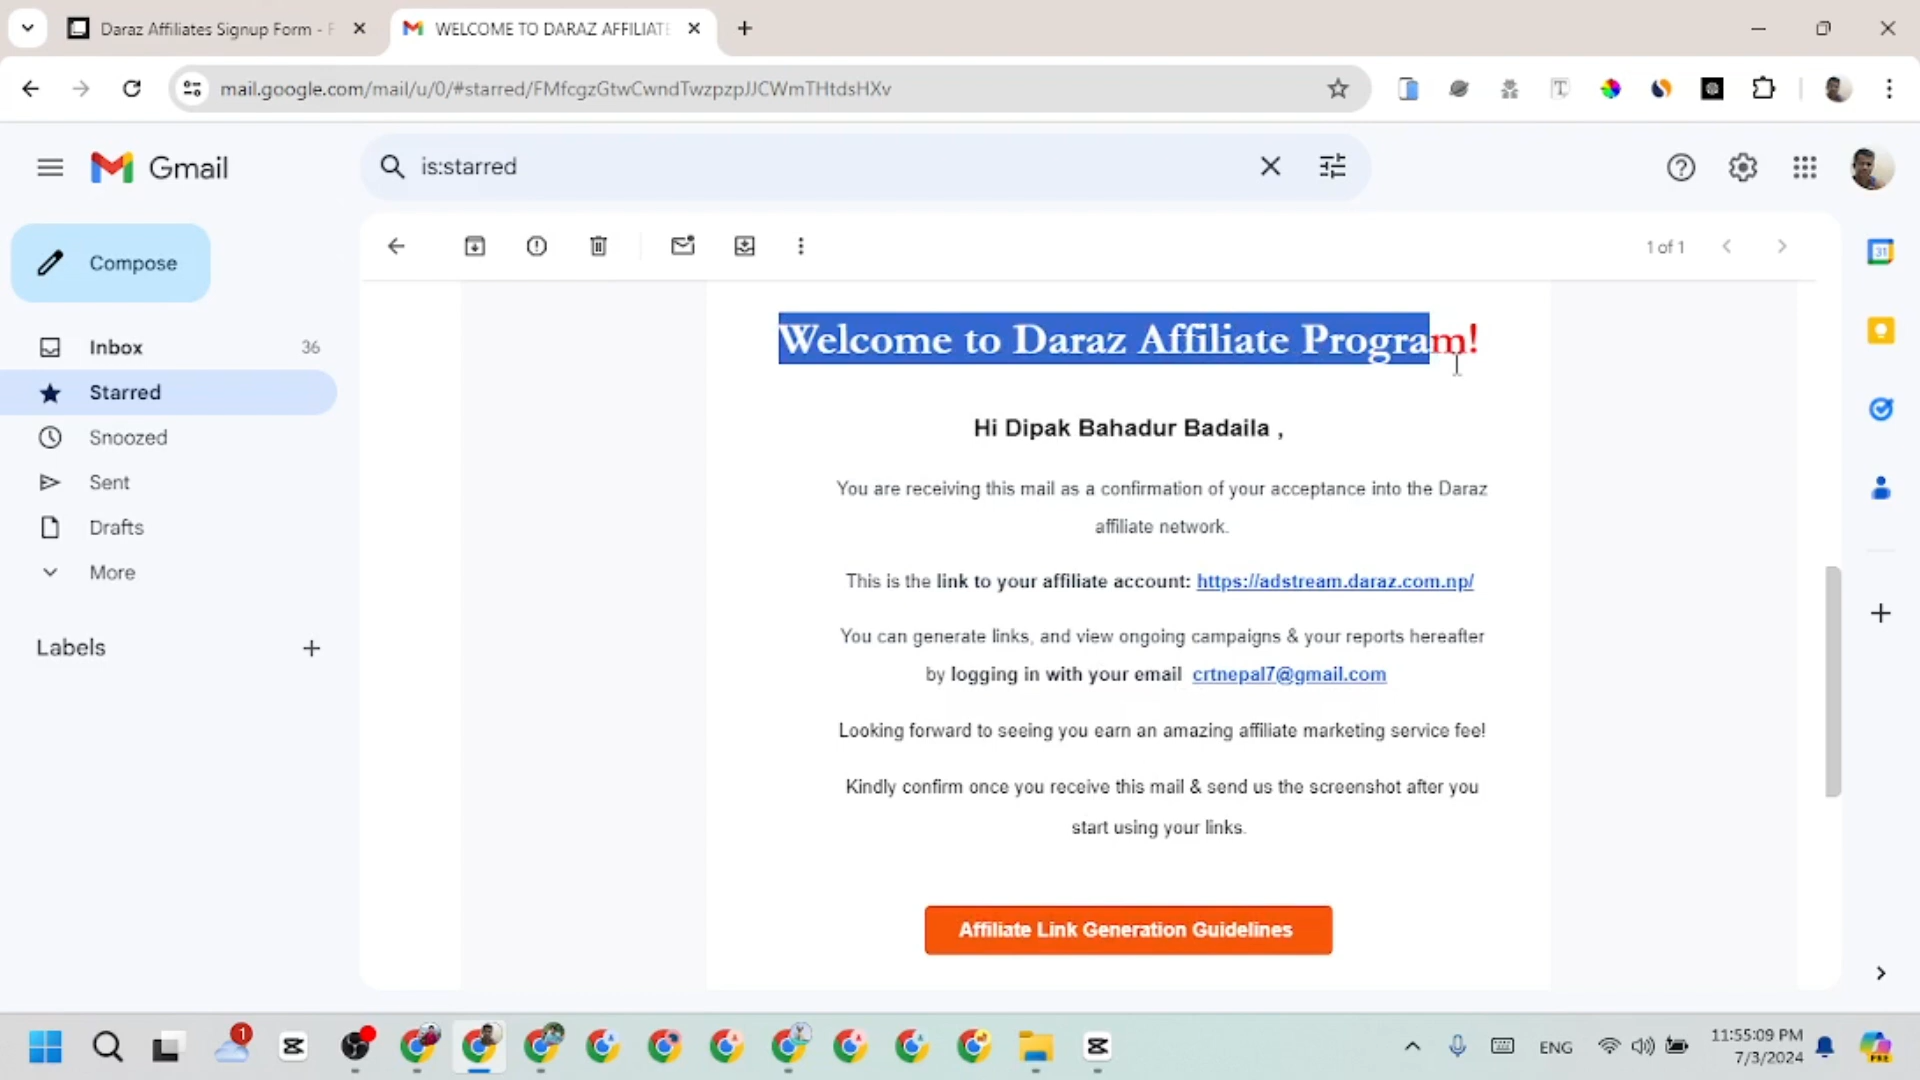 Daraz Affiliates Signup Form -
WELCOME TO DARAZ AFFILIATE
mail.google.com/mail/u/0/#starred/FMfcgzGtwCwndTwzpzpJJCWmTHtdsHXv
Gmail
is:starred
Compose
1 of 1
31
Inbox 36
Starred
Snoozed
Sent
Drafts
More
Labels
Welcome to Daraz Affiliate Program!
Hi Dipak Bahadur Badaila ,
You are receiving this mail as a confirmation of your acceptance into the Daraz
affiliate network.
This is the link to your affiliate account: https://adstream.daraz.com.np/
You can generate links, and view ongoing campaigns & your reports hereafter
by logging in with your email crtnepal7@gmail.com
Looking forward to seeing you earn an amazing affiliate marketing service fee!
Kindly confirm once you receive this mail & send us the screenshot after you
start using your links.
Affiliate Link Generation Guidelines
1
ENG
11:55:09 PM
7/3/2024
PRE